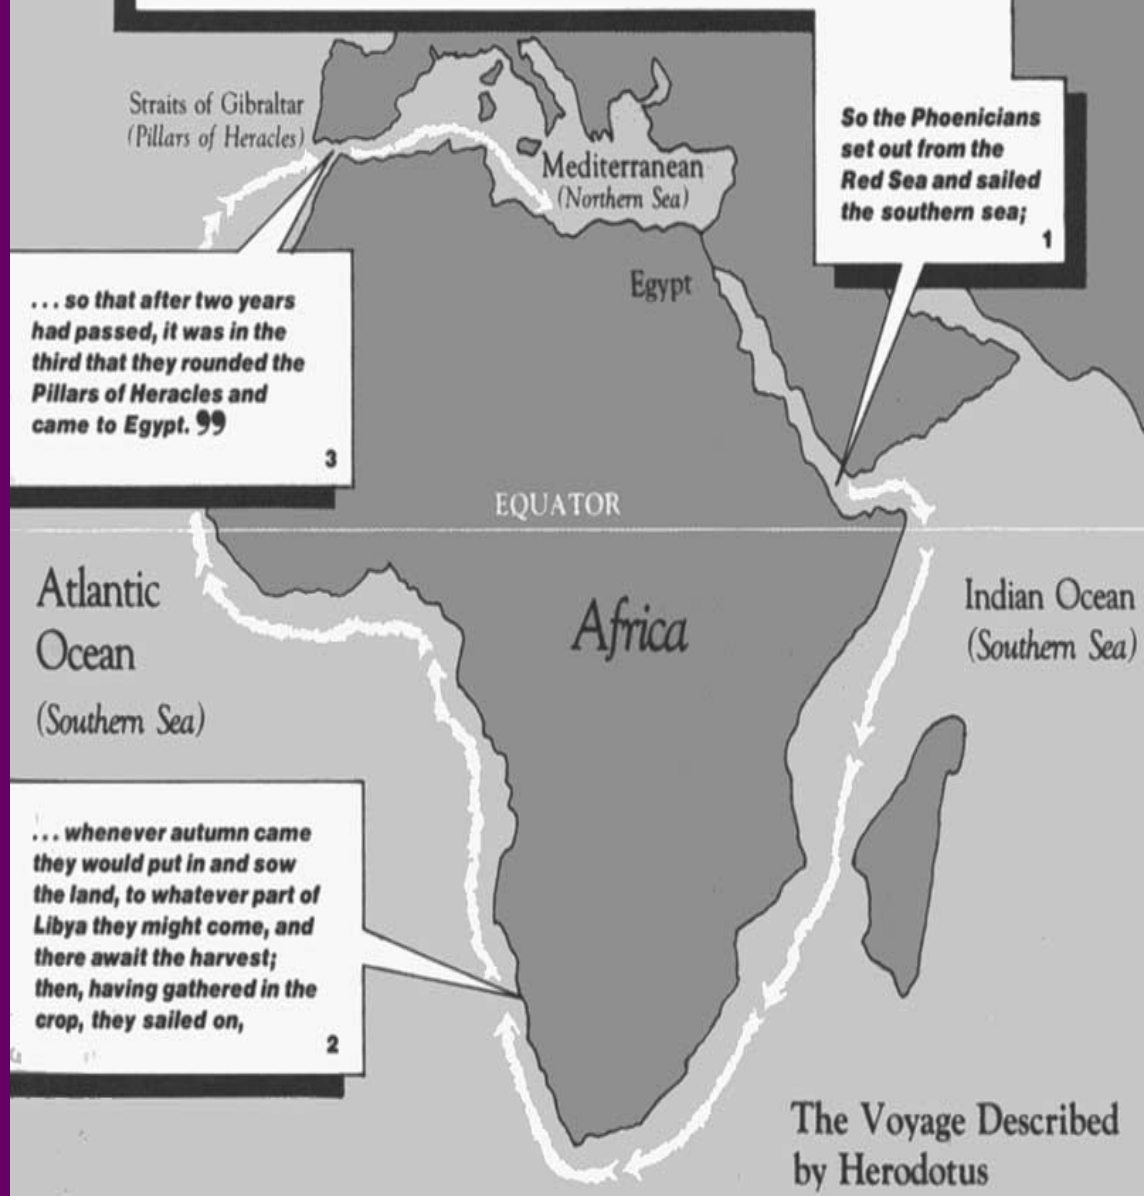 Straits of Gibraltar
(Pillars of Heracles)
Mediterranean
(Northern Sea)
Egypt
So the Phoenicians
set out from the
Red Sea and sailed
the southern sea;
1
... so that after two years
had passed, it was in the
third that they rounded the
Pillars of Heracles and
came to Egypt. ”
3
EQUATOR
Atlantic
Ocean
(Southern Sea)
Africa
Indian Ocean
(Southern Sea)
... whenever autumn came
they would put in and sow
the land, to whatever part of
Libya they might come, and
there await the harvest;
then, having gathered in the
crop, they sailed on,
2
The Voyage Described
by Herodotus